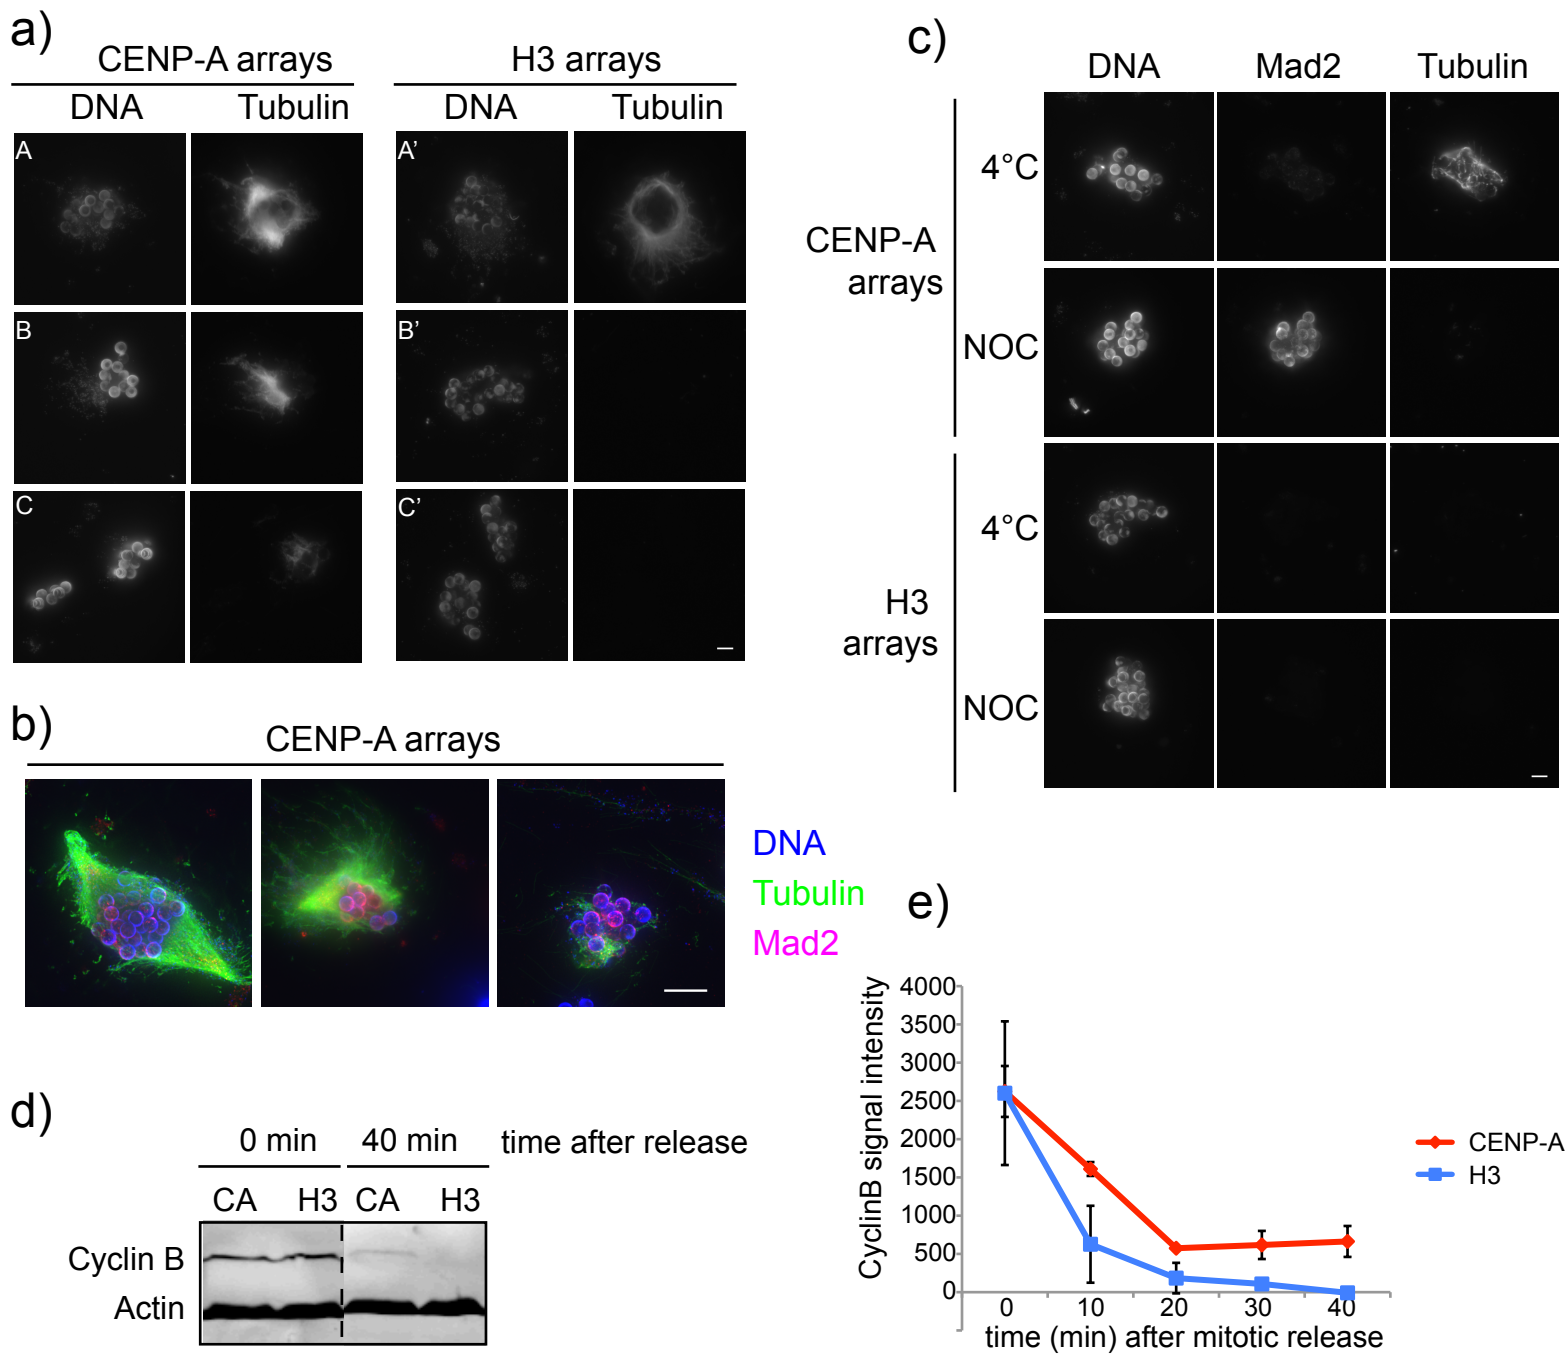 a)
CENP-A arrays
H3 arrays
DNA
Tubulin
DNA
Tubulin
A
A'
B
B'
C
C'
b)
CENP-A arrays
DNA
Tubulin
Mad2
c)
DNA
Mad2
Tubulin
CENP-A
arrays
4°C
NOC
H3
arrays
4°C
NOC
d)
0 min
40 min
time after release
CA
H3
CA
H3
Cyclin B
Actin
e)
CyclinB signal intensity
4000
3500
3000
2500
2000
1500
1000
500
0
0
10
20
30
40
time (min) after mitotic release
CENP-A
H3